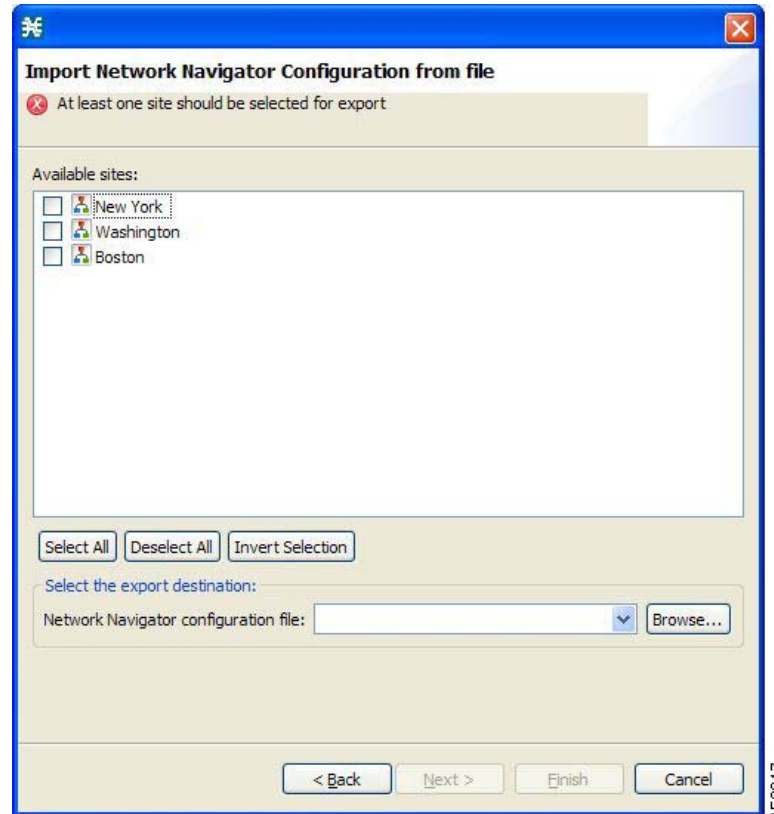 Import Network Navigator Configuration from file
At least one site should be selected for export
Available sites:
New York
Washington
Boston
Select All Deselect All Invert Selection
Select the export destination:
Network Navigator configuration file: Browse...
< Back Next > Finish Cancel